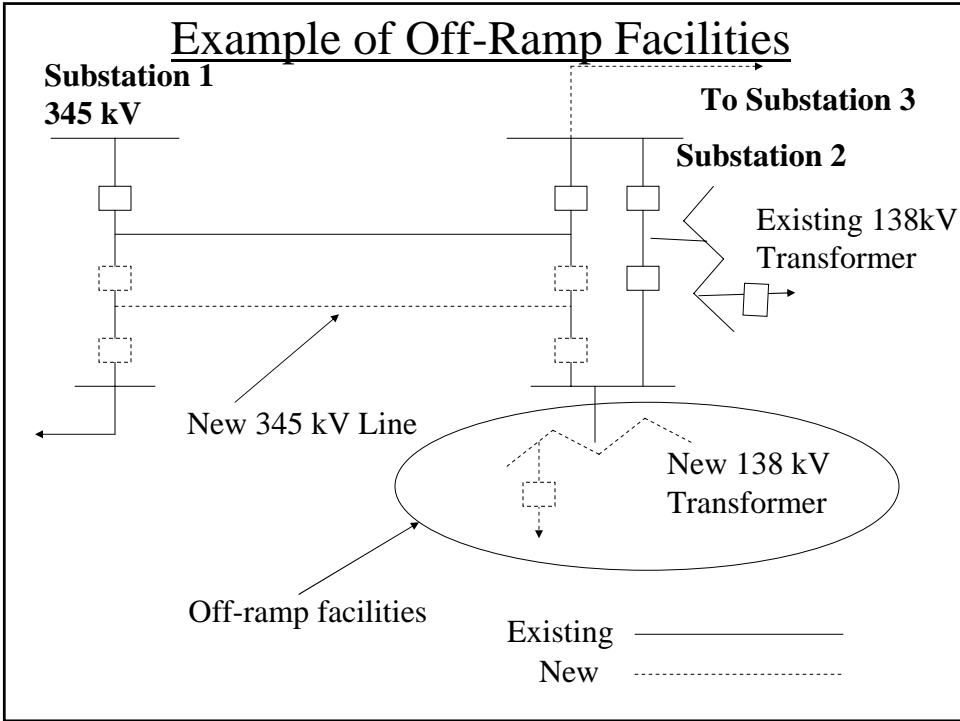 Example of Off-Ramp Facilities
Substation 1
345 kV
To Substation 3
Substation 2
Existing 138kV
Transformer
New 345 kV Line
New 138 kV
Transformer
Off-ramp facilities
Existing
New